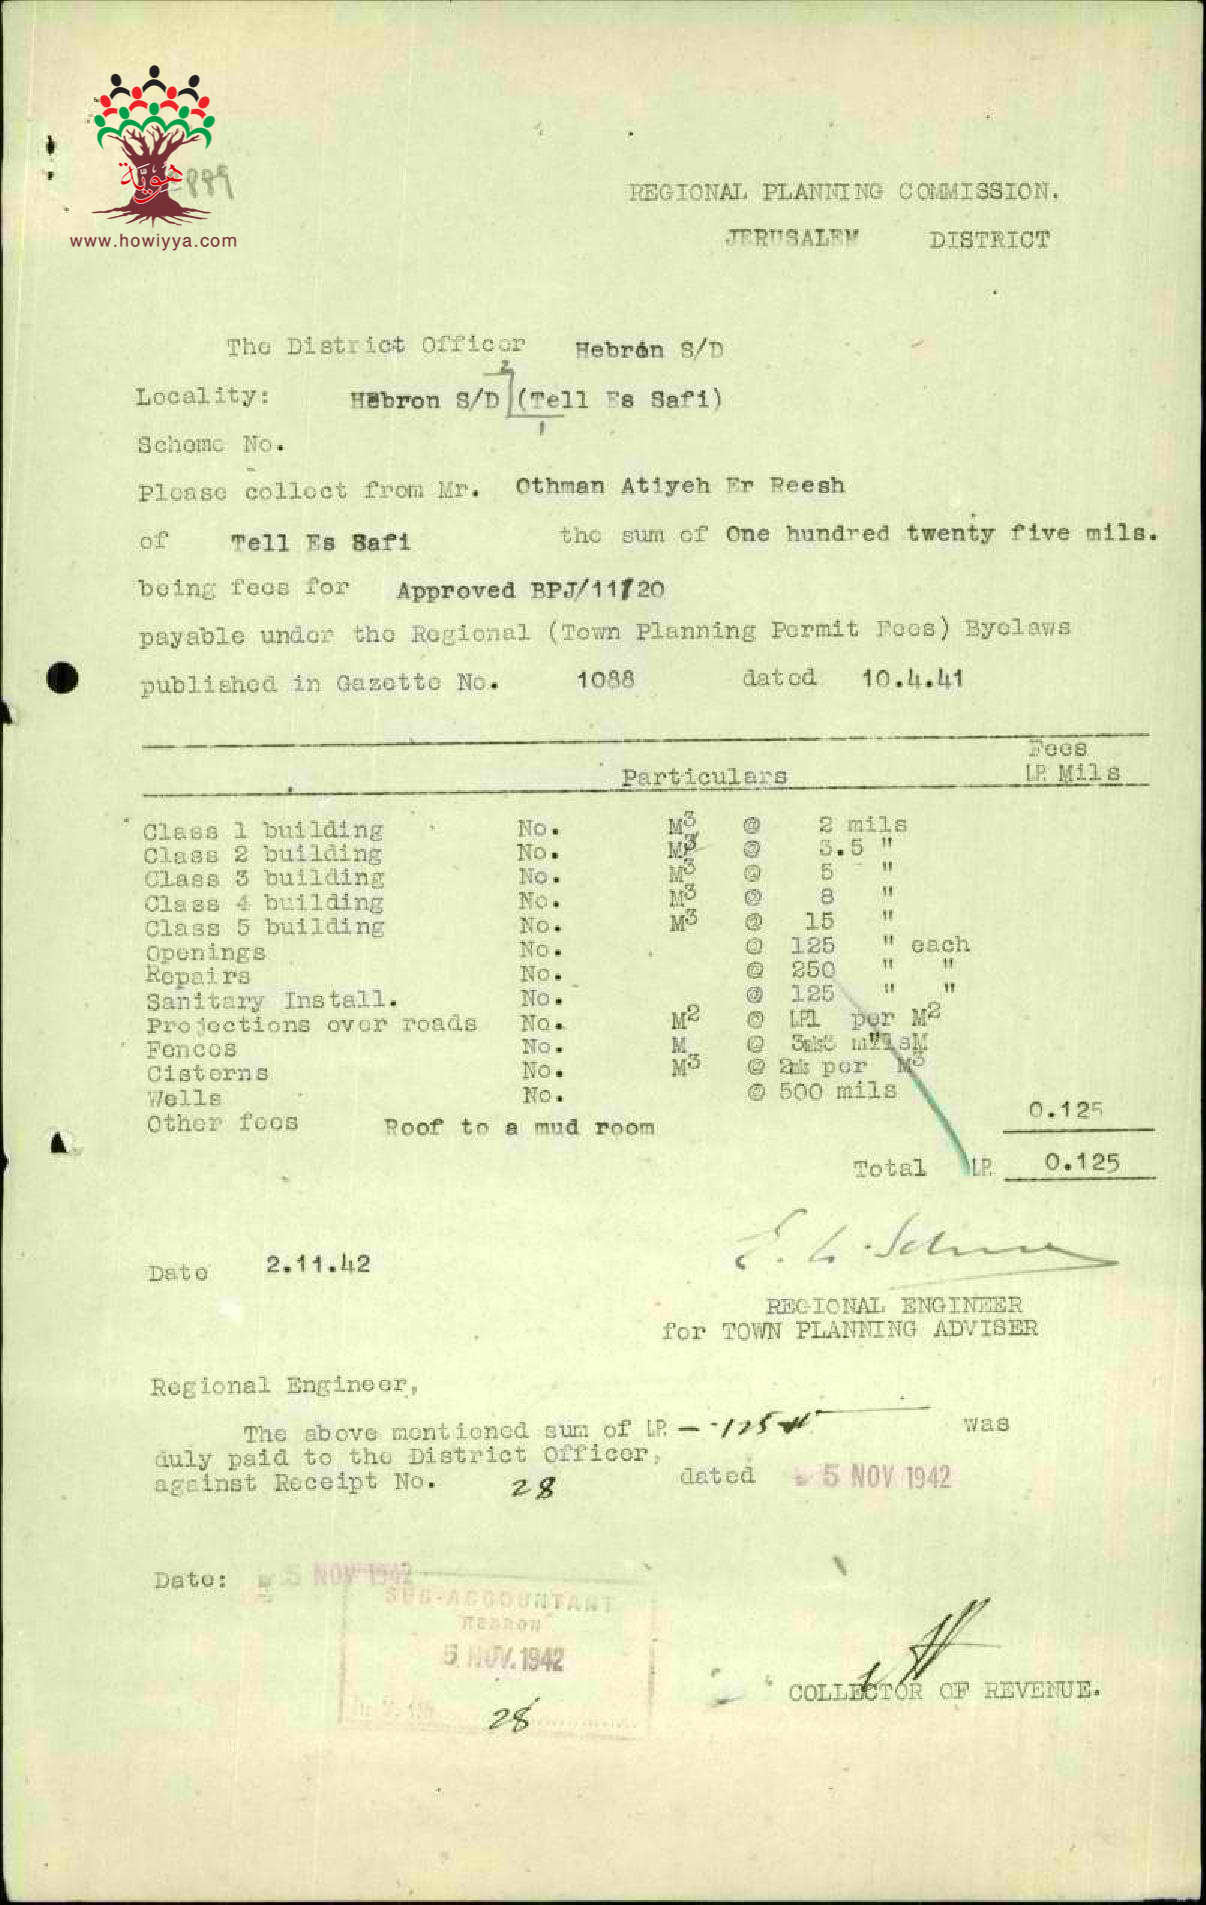 هويّة
www.howiyya.com
REGIONAL PLANNING COMMISSION.
JERUSALEM DISTRICT
The District Officer Hebron S/D
2
Locality: Hebron S/D (Tell Es Safi)
1
Scheme No.
Please collect from Mr. Othman Atiyeh Er Reesh
of Tell Es Safi the sum of One hundred twenty five mils.
being fees for Approved BPJ/11/20
payable under the Regional (Town Planning Permit Fees) Byelaws
published in Gazette No. 1088 dated 10.4.41
Fees
Particulars LP. Mils
Class 1 building No. M3 @ 2 mils
Class 2 building No. M3 @ 3.5 "
Class 3 building No. M3 @ 5 "
Class 4 building No. M3 @ 8 "
Class 5 building No. M3 @ 15 "
Openings No. @ 125 " each
Repairs No. @ 250 " "
Sanitary Install. No. @ 125 " "
Projections over roads No. M2 @ LP.1 per M2
Fences No. M @ M
Cisterns No. M3 @ per M3
Wells No. @ 500 mils
Other fees Roof to a mud room 0.125
Total LP. 0.125
Date 2.11.42
REGIONAL ENGINEER
for TOWN PLANNING ADVISER
Regional Engineer,
The above mentioned sum of LP. -.125 was
duly paid to the District Officer,
against Receipt No. 28 dated 5 NOV 1942
Date: 5 NOV 1942
SUB-ACCOUNTANT
HEBRON
5 NOV. 1942
28
COLLECTOR OF REVENUE.